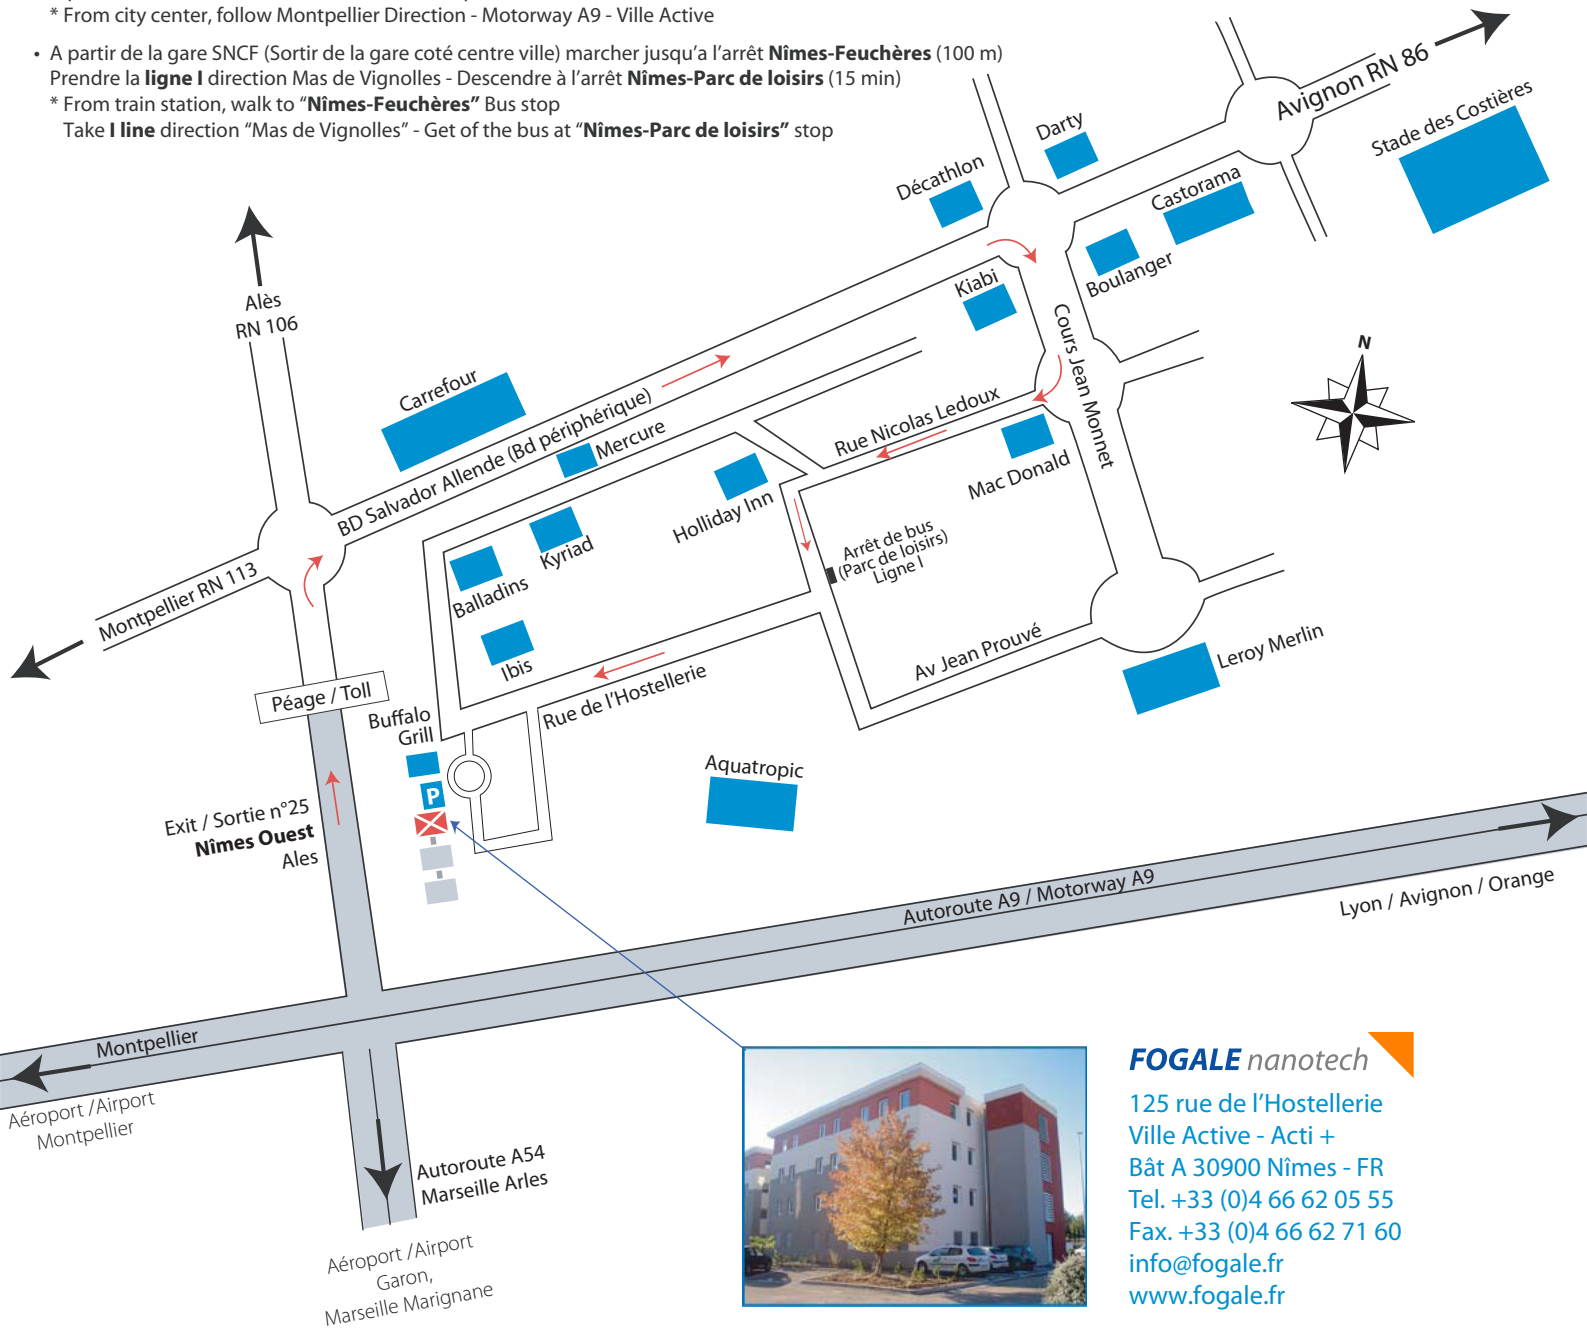 * From city center, follow Montpellier Direction - Motorway A9 - Ville Active
• A partir de la gare SNCF (Sortir de la gare coté centre ville) marcher jusqu'a l'arrêt Nîmes-Feuchères (100 m)
Prendre la ligne I direction Mas de Vignolles - Descendre à l'arrêt Nîmes-Parc de loisirs (15 min)
* From train station, walk to “Nîmes-Feuchères” Bus stop
Take I line direction “Mas de Vignolles” - Get of the bus at “Nîmes-Parc de loisirs” stop
Avignon RN 86
Stade des Costières
Darty
Décathlon
Castorama
Boulanger
Kiabi
Alès
RN 106
Cours Jean Monnet
N
Carrefour
BD Salvador Allende (Bd périphérique)
Mercure
Rue Nicolas Ledoux
Mac Donald
Holliday Inn
Kyriad
Balladins
Ibis
Arrêt de bus
(Parc de loisirs)
Ligne I
Montpellier RN 113
Av Jean Prouvé
Leroy Merlin
Péage / Toll
Rue de l'Hostellerie
Buffalo
Grill
P
Aquatropic
Exit / Sortie n°25
Nîmes Ouest
Ales
Autoroute A9 / Motorway A9
Lyon / Avignon / Orange
Montpellier
Aéroport /Airport
Montpellier
Autoroute A54
Marseille Arles
Aéroport /Airport
Garon,
Marseille Marignane
FOGALE nanotech
125 rue de l'Hostellerie
Ville Active - Acti +
Bât A 30900 Nîmes - FR
Tel. +33 (0)4 66 62 05 55
Fax. +33 (0)4 66 62 71 60
info@fogale.fr
www.fogale.fr